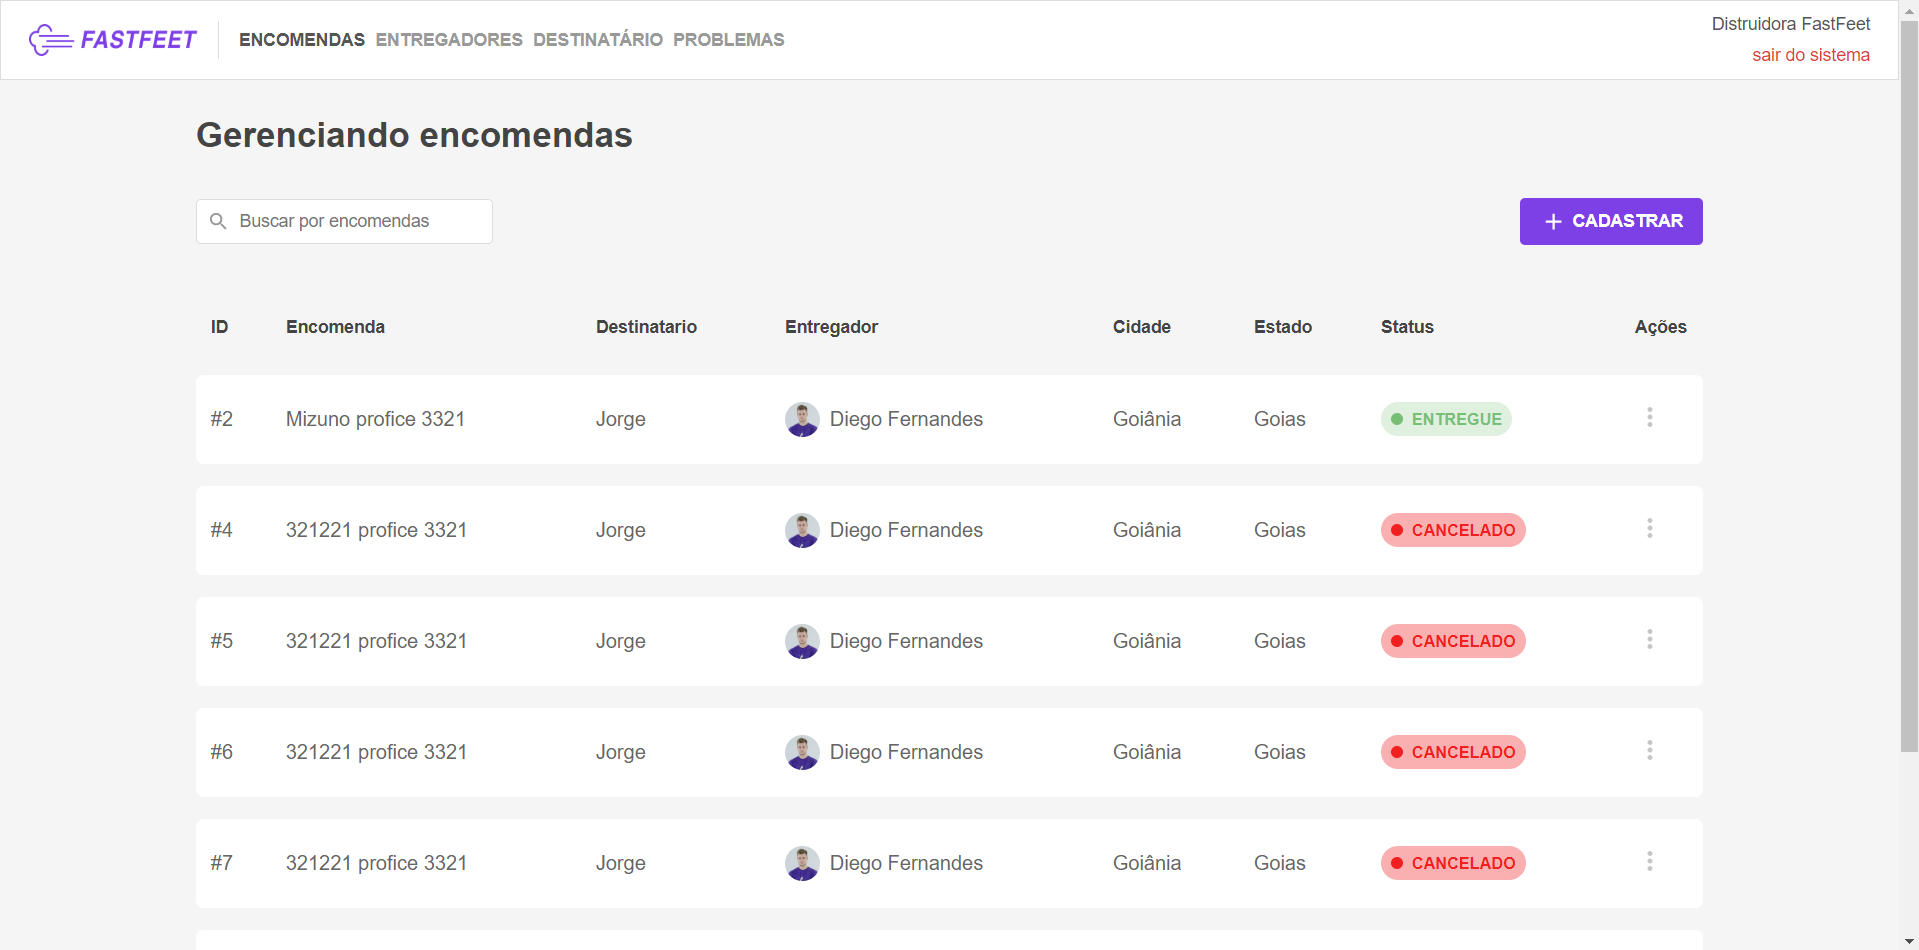 FASTFEET ENCOMENDAS ENTREGADORES DESTINATÁRIO PROBLEMAS
Distruidora FastFeet
sair do sistema
Gerenciando encomendas
Buscar por encomendas
CADASTRAR
ID Encomenda Destinatario Entregador Cidade Estado Status Ações
#2 Mizuno profice 3321 Jorge Diego Fernandes Goiânia Goias ENTREGUE
#4 321221 profice 3321 Jorge Diego Fernandes Goiânia Goias CANCELADO
#5 321221 profice 3321 Jorge Diego Fernandes Goiânia Goias CANCELADO
#6 321221 profice 3321 Jorge Diego Fernandes Goiânia Goias CANCELADO
#7 321221 profice 3321 Jorge Diego Fernandes Goiânia Goias CANCELADO